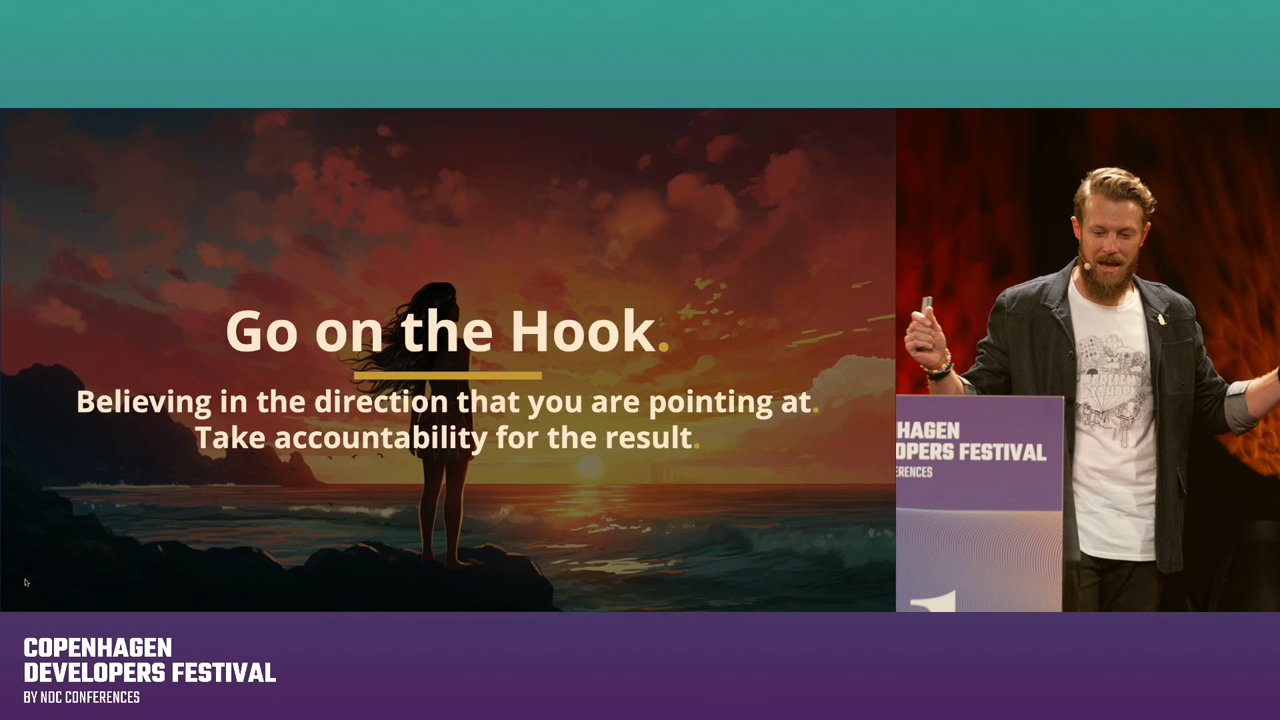 Go on the Hook.
Believing in the direction that you are pointing at.
Take accountability for the result.
HAGEN
OPERS FESTIVAL
ERENCES
COPENHAGEN
DEVELOPERS FESTIVAL
BY NDC CONFERENCES